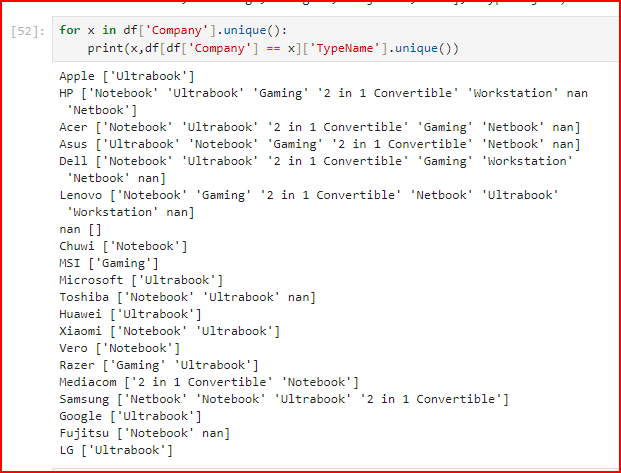 [52]: for x in df['Company'].unique():
print(x,df[df['Company'] == x]['TypeName'].unique())
Apple ['Ultrabook']
HP ['Notebook' 'Ultrabook' 'Gaming' '2 in 1 Convertible' 'Workstation' nan
'Netbook']
Acer ['Notebook' 'Ultrabook' '2 in 1 Convertible' 'Gaming' 'Netbook' nan]
Asus ['Ultrabook' 'Notebook' 'Gaming' '2 in 1 Convertible' 'Netbook' nan]
Dell ['Notebook' 'Ultrabook' '2 in 1 Convertible' 'Gaming' 'Workstation'
'Netbook' nan]
Lenovo ['Notebook' 'Gaming' '2 in 1 Convertible' 'Netbook' 'Ultrabook'
'Workstation' nan]
nan []
Chuwi ['Notebook']
MSI ['Gaming']
Microsoft ['Ultrabook']
Toshiba ['Notebook' 'Ultrabook' nan]
Huawei ['Ultrabook']
Xiaomi ['Notebook' 'Ultrabook']
Vero ['Notebook']
Razer ['Gaming' 'Ultrabook']
Mediacom ['2 in 1 Convertible' 'Notebook']
Samsung ['Netbook' 'Notebook' 'Ultrabook' '2 in 1 Convertible']
Google ['Ultrabook']
Fujitsu ['Notebook' nan]
LG ['Ultrabook']